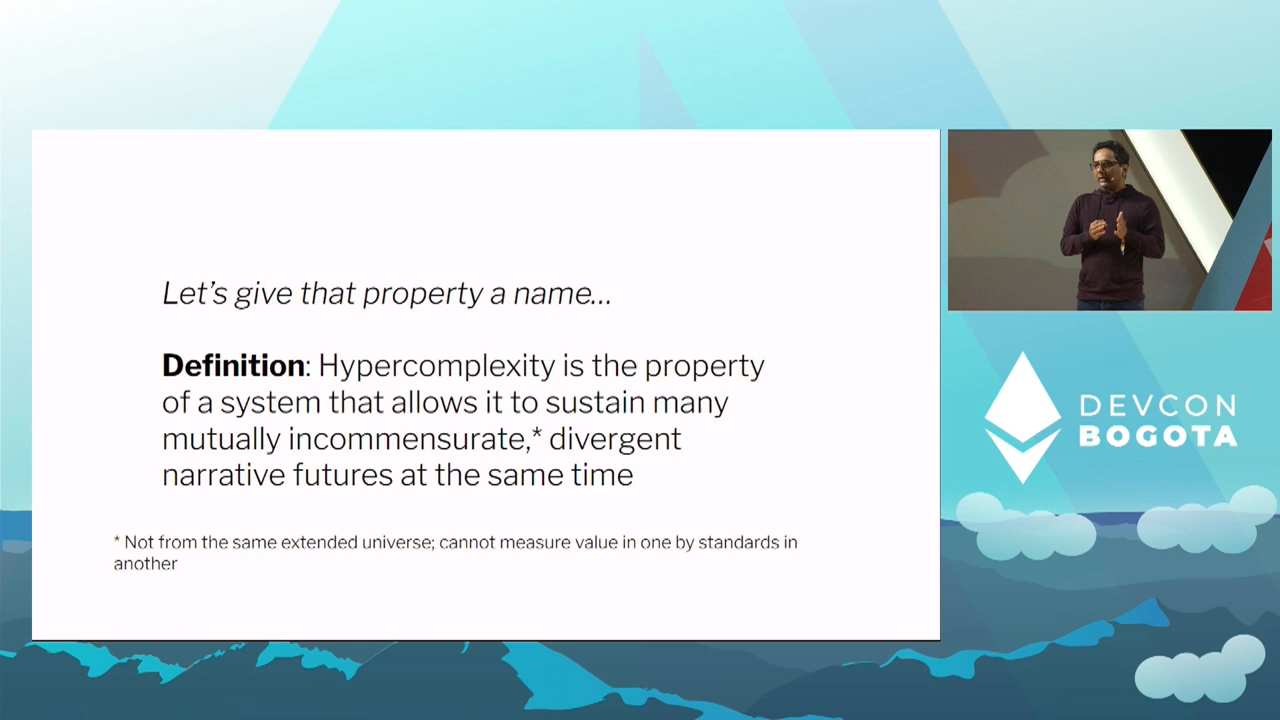 Let's give that property a name...
Definition: Hypercomplexity is the property
of a system that allows it to sustain many
mutually incommensurate,* divergent
narrative futures at the same time
* Not from the same extended universe; cannot measure value in one by standards in
another
DEVCON
BOGOTA